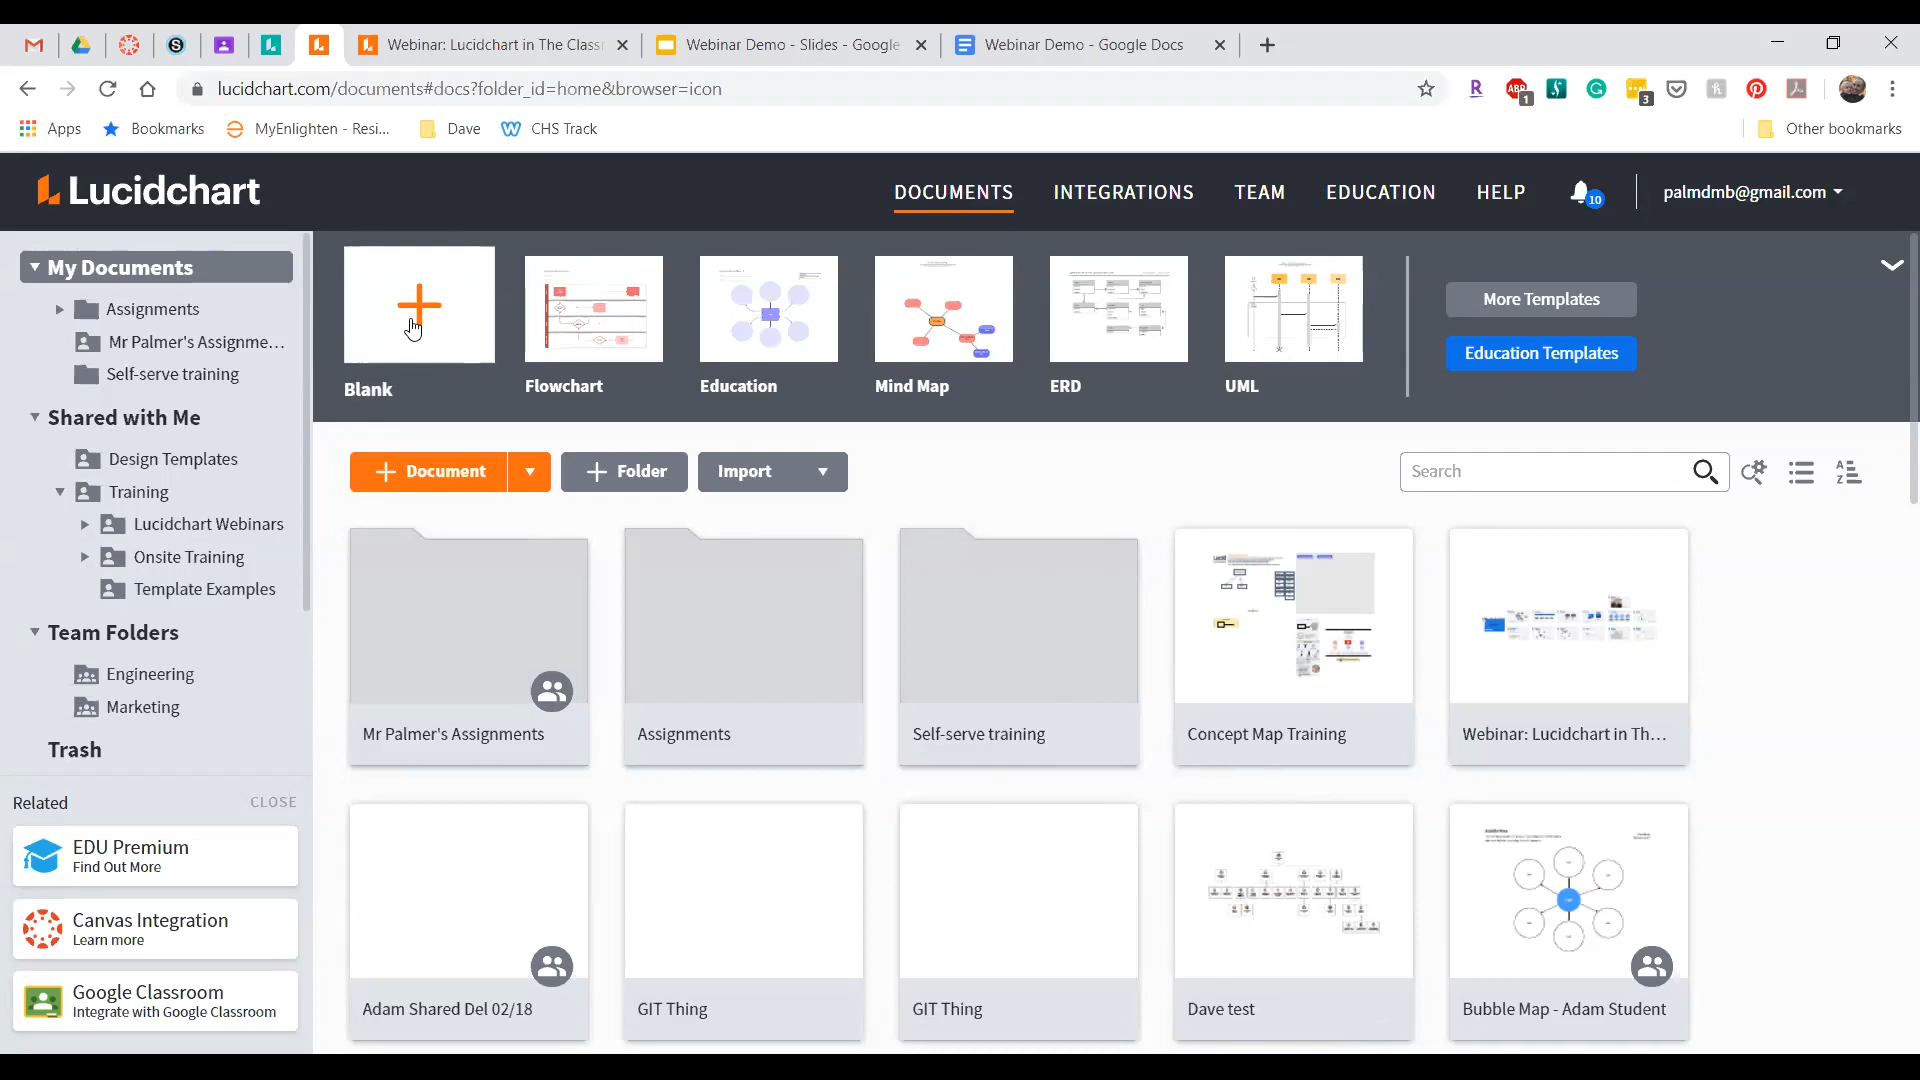 Webinar: Lucidchart in The Classr
Webinar Demo - Slides - Google
Webinar Demo - Google Docs
lucidchart.com/documents#docs?folder_id=home&browser=icon
ABP
1
3
Apps
Bookmarks
MyEnlighten - Resi...
Dave
CHS Track
Other bookmarks
Lucidchart
DOCUMENTS
INTEGRATIONS
TEAM
EDUCATION
HELP
10
palmdmb@gmail.com
My Documents
Assignments
Mr Palmer's Assignme...
Self-serve training
Shared with Me
Design Templates
Training
Lucidchart Webinars
Onsite Training
Template Examples
Team Folders
Engineering
Marketing
Trash
Related
CLOSE
EDU Premium
Find Out More
Canvas Integration
Learn more
Google Classroom
Integrate with Google Classroom
Blank
Flowchart
Education
Mind Map
ERD
UML
More Templates
Education Templates
Document
Folder
Import
Search
Mr Palmer's Assignments
Assignments
Self-serve training
Concept Map Training
Webinar: Lucidchart in Th...
Adam Shared Del 02/18
GIT Thing
GIT Thing
Dave test
Bubble Map - Adam Student